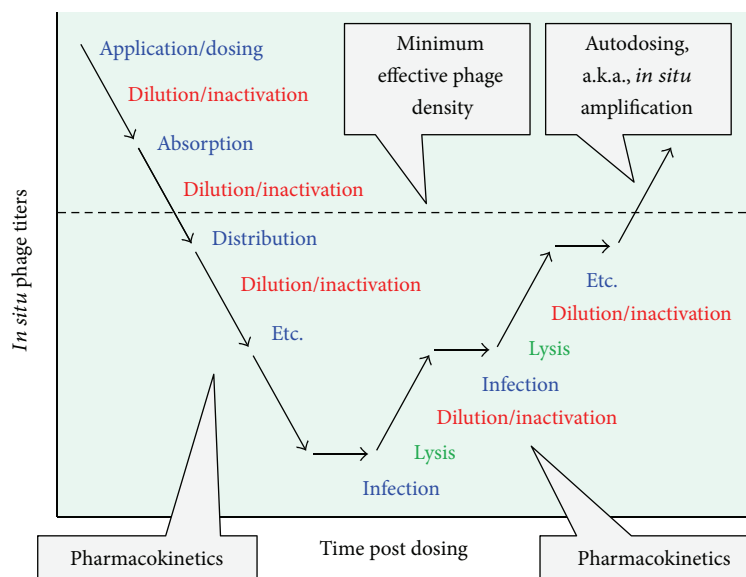 Application/dosing
Dilution/inactivation
Absorption
Dilution/inactivation
Distribution
Dilution/inactivation
Etc.
Minimum
effective phage
density
Autodosing,
a.k.a., in situ
amplification
Etc.
Dilution/inactivation
Lysis
Infection
Dilution/inactivation
Lysis
Infection
In situ phage titers
Pharmacokinetics
Time post dosing
Pharmacokinetics